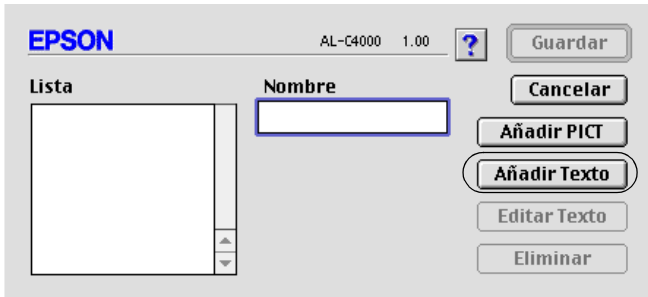 EPSON AL-C4000 1.00 ? Guardar
Lista Nombre Cancelar
Añadir PICT
Añadir Texto
Editar Texto
Eliminar